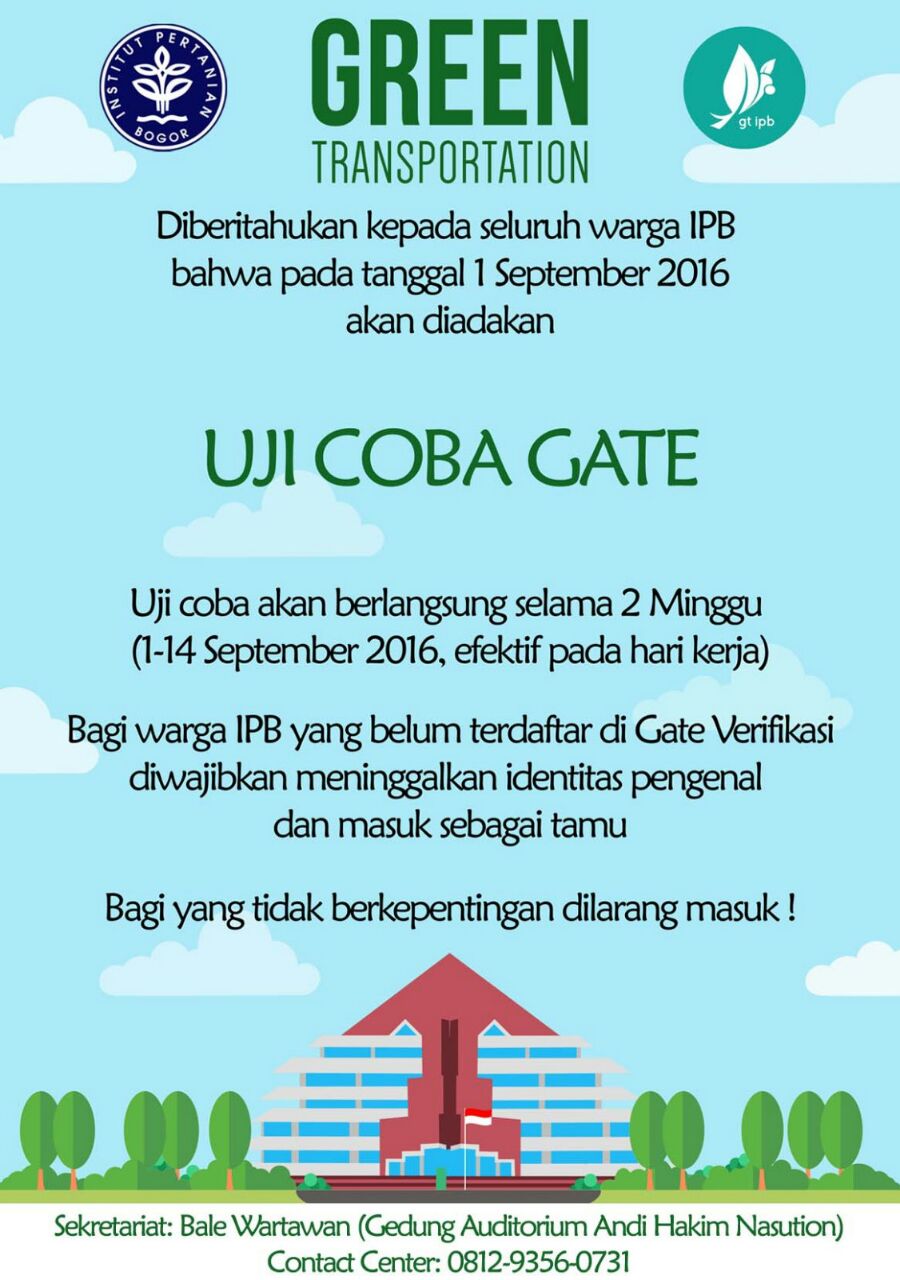 INSTITUT PERTANIAN
BOGOR
GREEN
TRANSPORTATION
gt ipb
Diberitahukan kepada seluruh warga IPB
bahwa pada tanggal 1 September 2016
akan diadakan
UJI COBA GATE
Uji coba akan berlangsung selama 2 Minggu
(1-14 September 2016, efektif pada hari kerja)
Bagi warga IPB yang belum terdaftar di Gate Verifikasi
diwajibkan meninggalkan identitas pengenal
dan masuk sebagai tamu
Bagi yang tidak berkepentingan dilarang masuk !
Sekretariat: Bale Wartawan (Gedung Auditorium Andi Hakim Nasution)
Contact Center: 0812-9356-0731